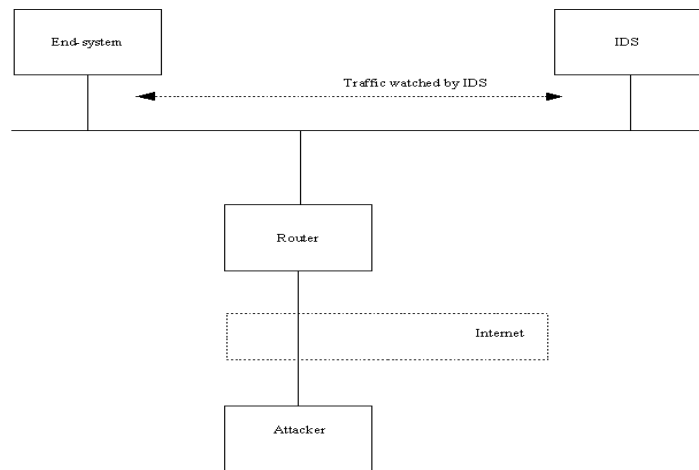 End-system
IDS
Traffic watched by IDS
Router
Internet
Attacker